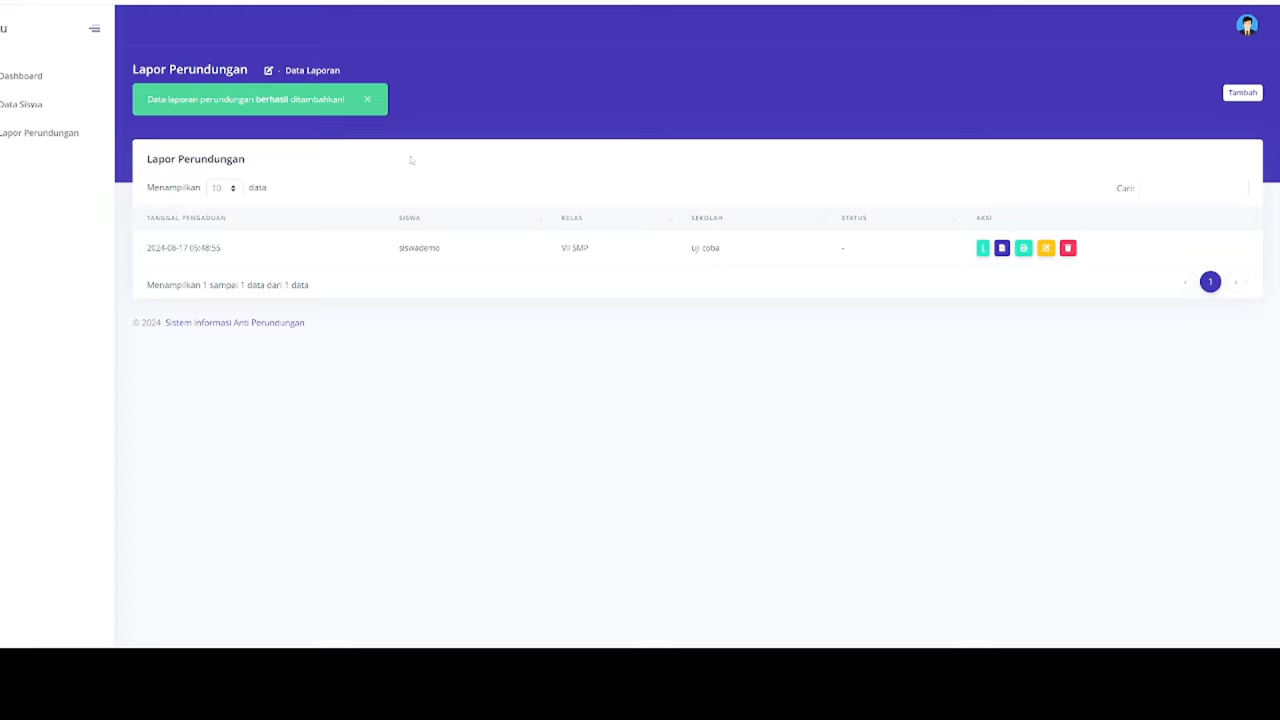 u
Dashboard
Data Siswa
Lapor Perundungan
Lapor Perundungan - Data Laporan
Data laporan perundungan berhasil ditambahkan! ×
Tambah
Lapor Perundungan
Menampilkan 10 data
Cari:
TANGGAL PENGADUAN SISWA KELAS SEKOLAH STATUS AKSI
2024-08-17 05:48:55 siswademo VII SMP uji coba -
Menampilkan 1 sampai 1 data dari 1 data
‹ 1 ›
© 2024 Sistem Informasi Anti Perundungan